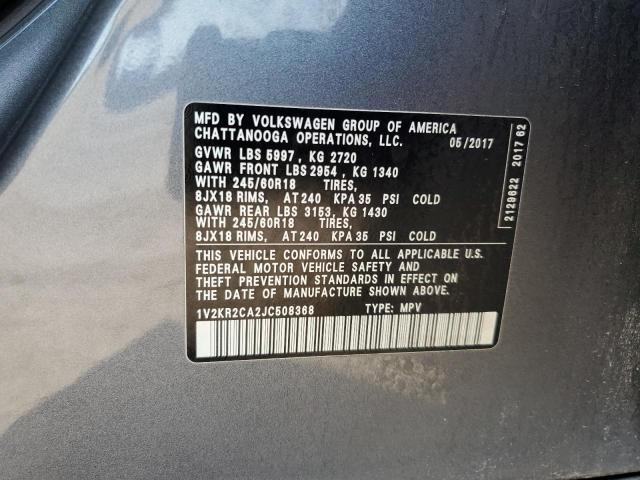 MFD BY VOLKSWAGEN GROUP OF AMERICA
CHATTANOOGA OPERATIONS, LLC. 05/2017
GVWR LBS 5997, KG 2720
GAWR FRONT LBS 2954, KG 1340
WITH 245/60R18 TIRES,
8JX18 RIMS, AT 240 KPA 35 PSI COLD
GAWR REAR LBS 3153, KG 1430
WITH 245/60R18 TIRES,
8JX18 RIMS, AT 240 KPA 35 PSI COLD
THIS VEHICLE CONFORMS TO ALL APPLICABLE U.S.
FEDERAL MOTOR VEHICLE SAFETY AND
THEFT PREVENTION STANDARDS IN EFFECT ON
THE DATE OF MANUFACTURE SHOWN ABOVE.
1V2KR2CA2JC508368 TYPE: MPV
2129622 2017 62